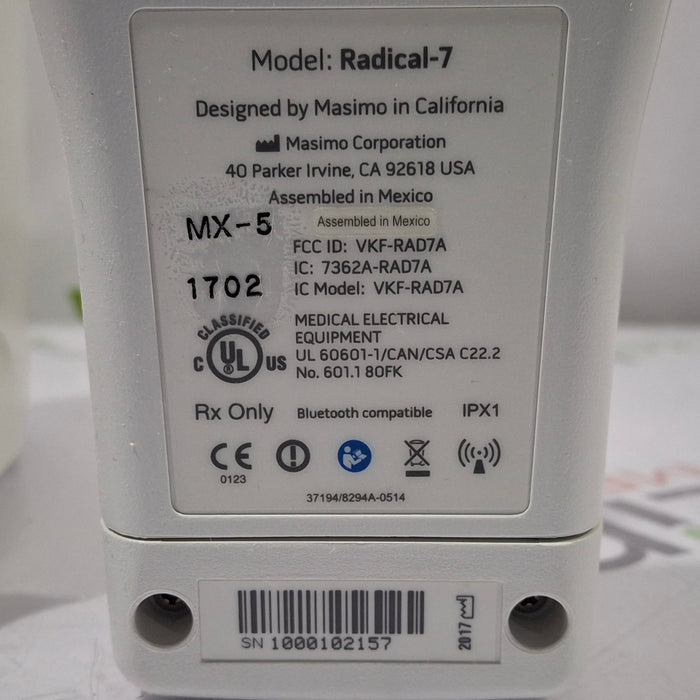 Model: Radical-7
Designed by Masimo in California
Masimo Corporation
40 Parker Irvine, CA 92618 USA
Assembled in Mexico
MX-5
Assembled in Mexico
FCC ID: VKF-RAD7A
IC: 7362A-RAD7A
1702
IC Model: VKF-RAD7A
CLASSIFIED
C UL US
®
MEDICAL ELECTRICAL
EQUIPMENT
UL 60601-1/CAN/CSA C22.2
No. 601.1 80FK
Rx Only Bluetooth compatible IPX1
CE
0123
37194/8294A-0514
SN 1000102157
2017